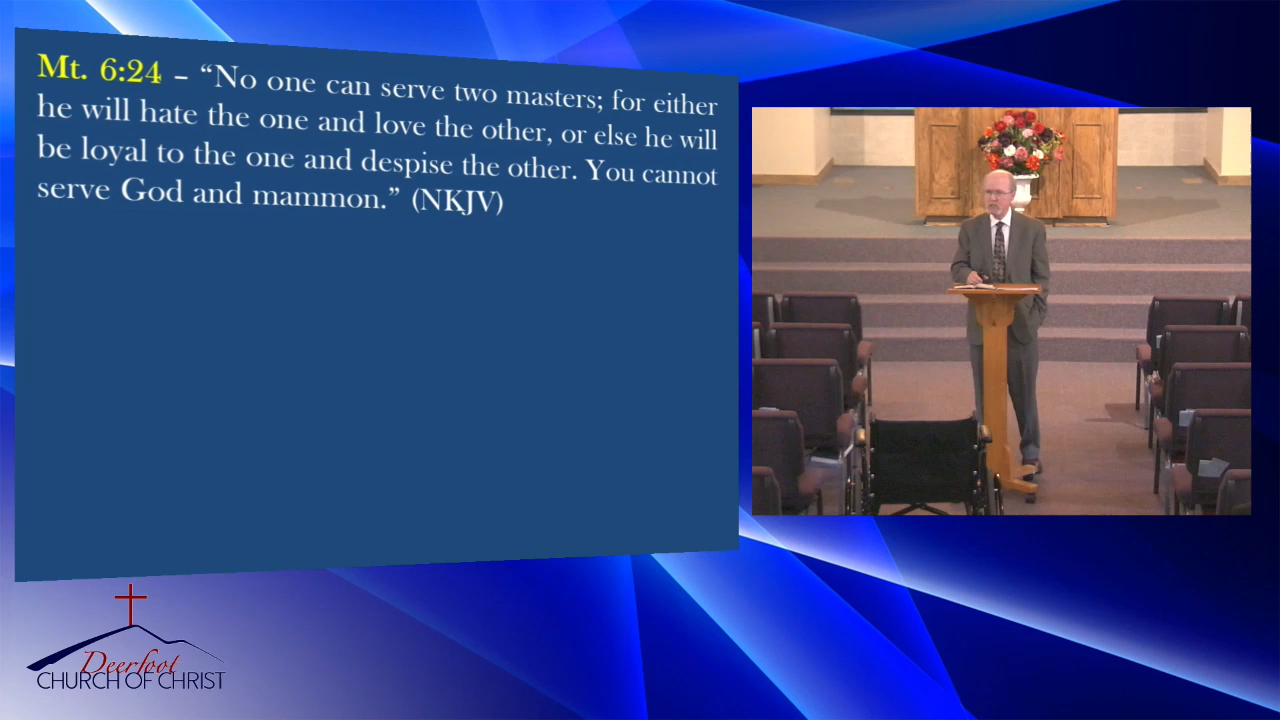 Mt. 6:24 – “No one can serve two masters; for either
he will hate the one and love the other, or else he will
be loyal to the one and despise the other. You cannot
serve God and mammon.” (NKJV)
Deerfoot
CHURCH OF CHRIST